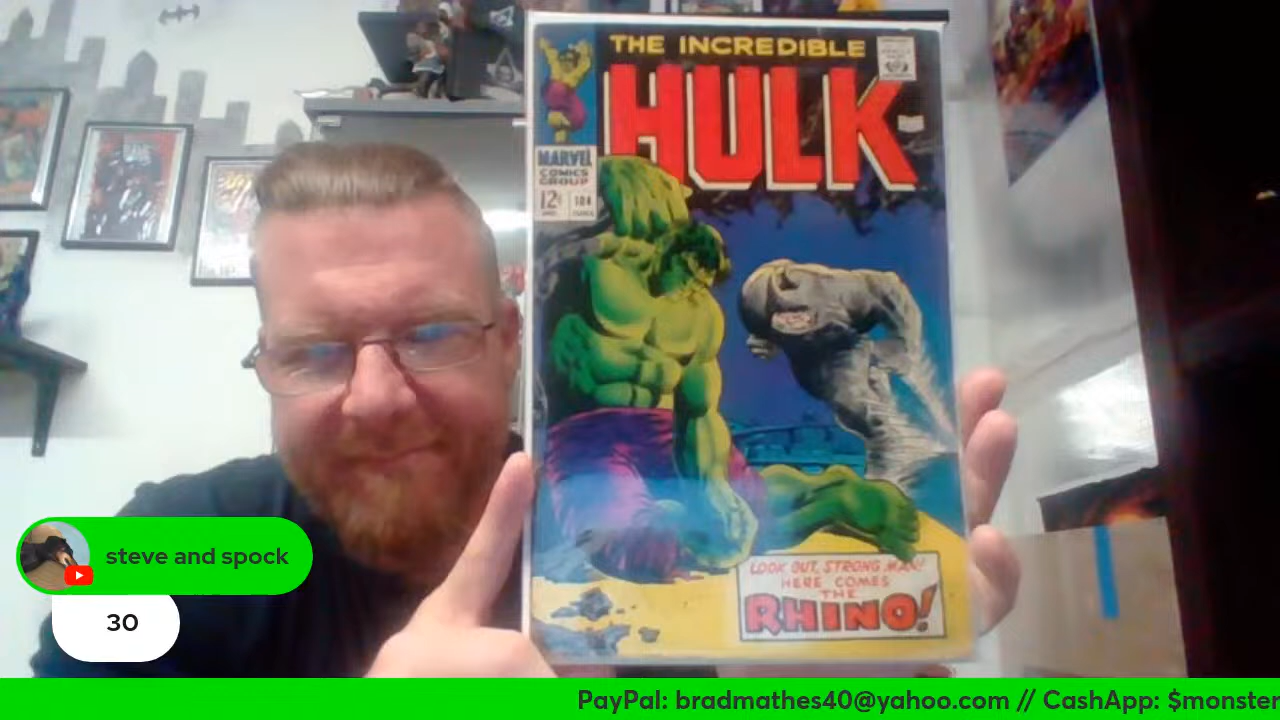 THE INCREDIBLE
HULK
MARVEL
COMICS
GROUP
12¢
104
LOOK OUT, STRONG MAN!
HERE COMES
THE
RHINO!
steve and spock
30
PayPal: bradmathes40@yahoo.com // CashApp: $monster